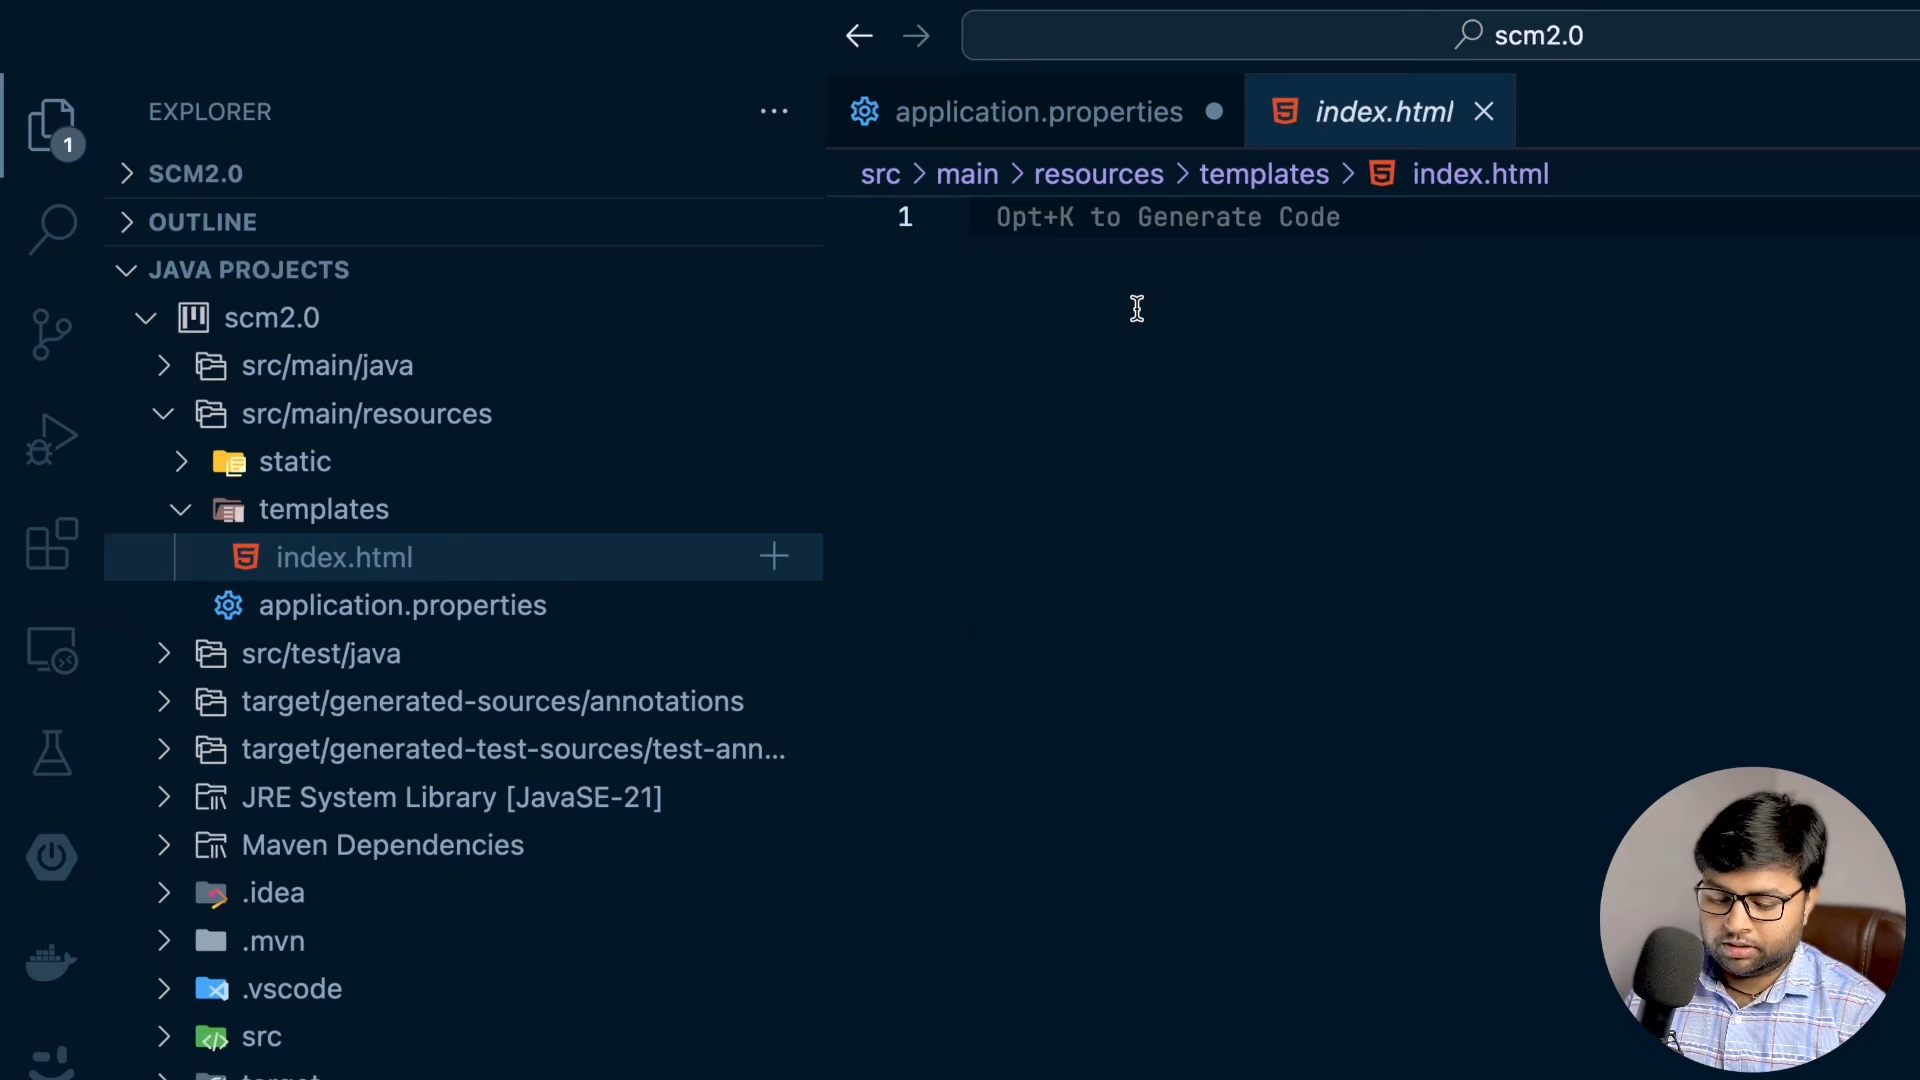 scm2.0
EXPLORER
application.properties
index.html
1
SCM2.0
src > main > resources > templates > index.html
OUTLINE
1
Opt+K to Generate Code
JAVA PROJECTS
scm2.0
src/main/java
src/main/resources
static
templates
index.html
application.properties
src/test/java
target/generated-sources/annotations
target/generated-test-sources/test-ann...
JRE System Library [JavaSE-21]
Maven Dependencies
.idea
.mvn
.vscode
src